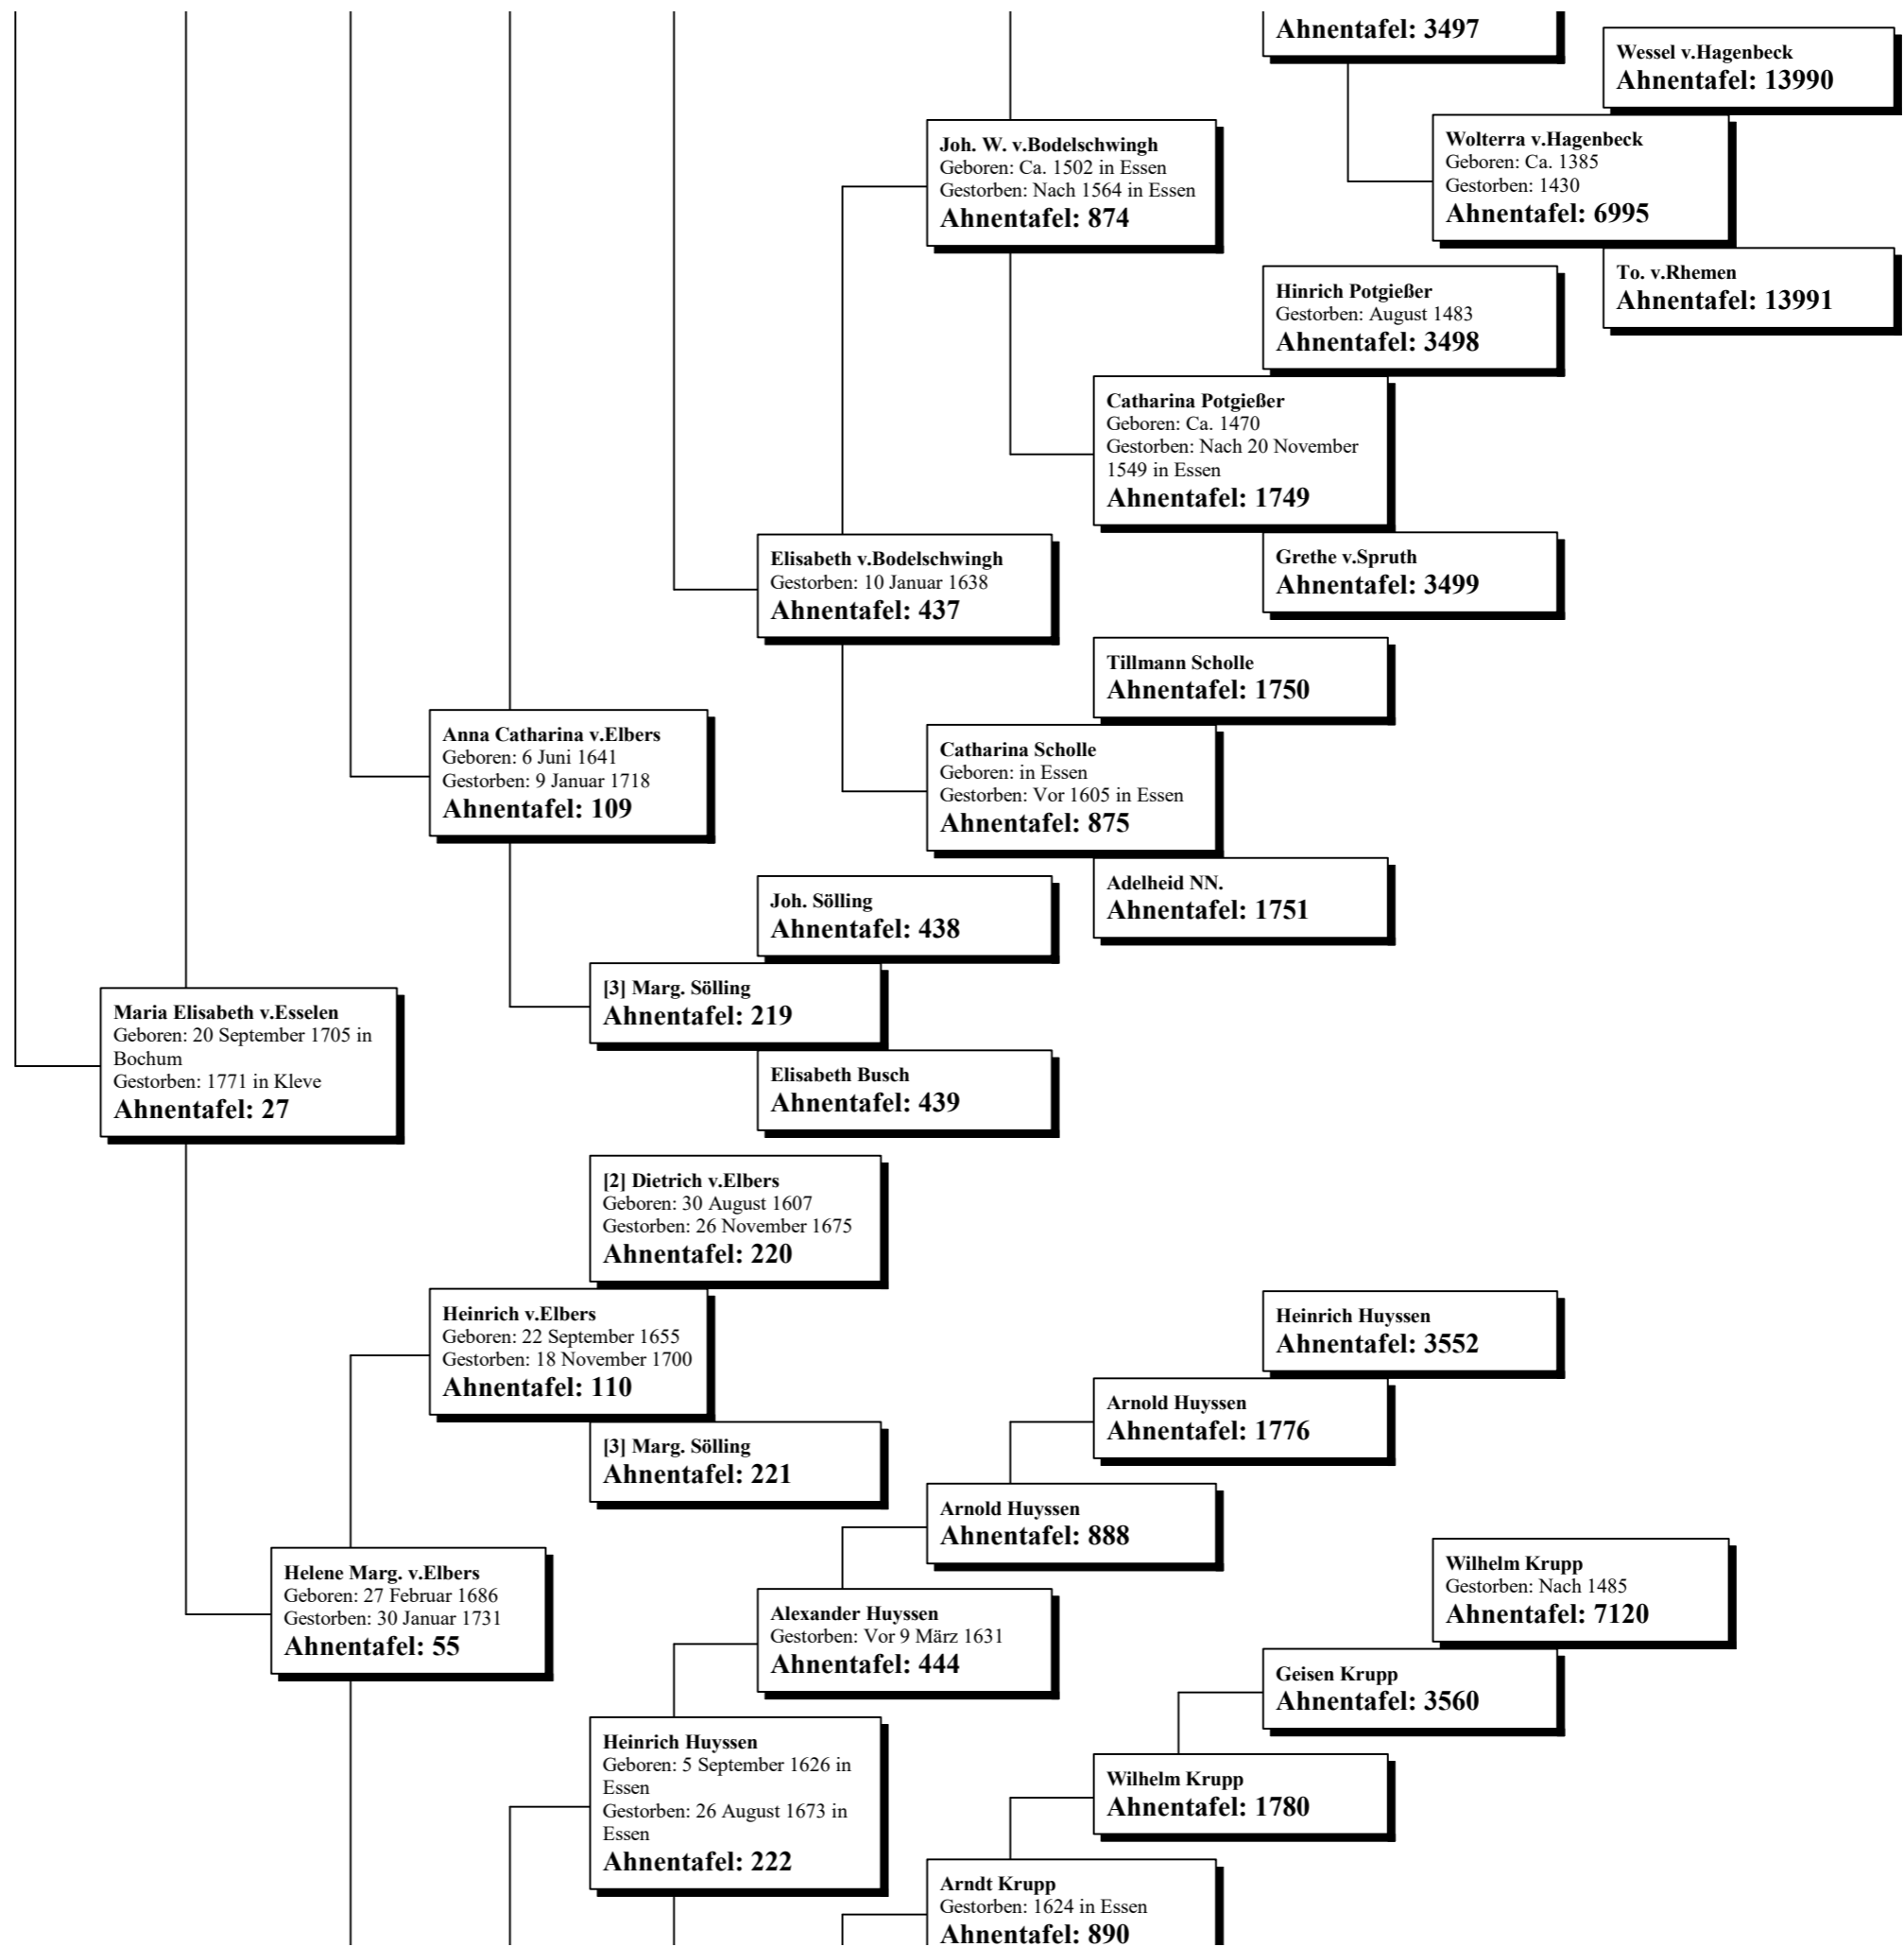 Ahnentafel: 3497
Wessel v.Hagenbeck
Ahnentafel: 13990
Joh. W. v.Bodelschwingh
Geboren: Ca. 1502 in Essen
Gestorben: Nach 1564 in Essen
Ahnentafel: 874
Wolterra v.Hagenbeck
Geboren: Ca. 1385
Gestorben: 1430
Ahnentafel: 6995
To. v.Rhemen
Ahnentafel: 13991
Hinrich Potgießer
Gestorben: August 1483
Ahnentafel: 3498
Catharina Potgießer
Geboren: Ca. 1470
Gestorben: Nach 20 November
1549 in Essen
Ahnentafel: 1749
Elisabeth v.Bodelschwingh
Gestorben: 10 Januar 1638
Ahnentafel: 437
Grethe v.Spruth
Ahnentafel: 3499
Tillmann Scholle
Ahnentafel: 1750
Anna Catharina v.Elbers
Geboren: 6 Juni 1641
Gestorben: 9 Januar 1718
Ahnentafel: 109
Catharina Scholle
Geboren: in Essen
Gestorben: Vor 1605 in Essen
Ahnentafel: 875
Adelheid NN.
Ahnentafel: 1751
Joh. Sölling
Ahnentafel: 438
[3] Marg. Sölling
Ahnentafel: 219
Maria Elisabeth v.Esselen
Geboren: 20 September 1705 in
Bochum
Gestorben: 1771 in Kleve
Ahnentafel: 27
Elisabeth Busch
Ahnentafel: 439
[2] Dietrich v.Elbers
Geboren: 30 August 1607
Gestorben: 26 November 1675
Ahnentafel: 220
Heinrich v.Elbers
Geboren: 22 September 1655
Gestorben: 18 November 1700
Ahnentafel: 110
Heinrich Huyssen
Ahnentafel: 3552
Arnold Huyssen
Ahnentafel: 1776
[3] Marg. Sölling
Ahnentafel: 221
Arnold Huyssen
Ahnentafel: 888
Helene Marg. v.Elbers
Geboren: 27 Februar 1686
Gestorben: 30 Januar 1731
Ahnentafel: 55
Wilhelm Krupp
Gestorben: Nach 1485
Ahnentafel: 7120
Alexander Huyssen
Gestorben: Vor 9 März 1631
Ahnentafel: 444
Geisen Krupp
Ahnentafel: 3560
Heinrich Huyssen
Geboren: 5 September 1626 in
Essen
Gestorben: 26 August 1673 in
Essen
Ahnentafel: 222
Wilhelm Krupp
Ahnentafel: 1780
Arndt Krupp
Gestorben: 1624 in Essen
Ahnentafel: 890